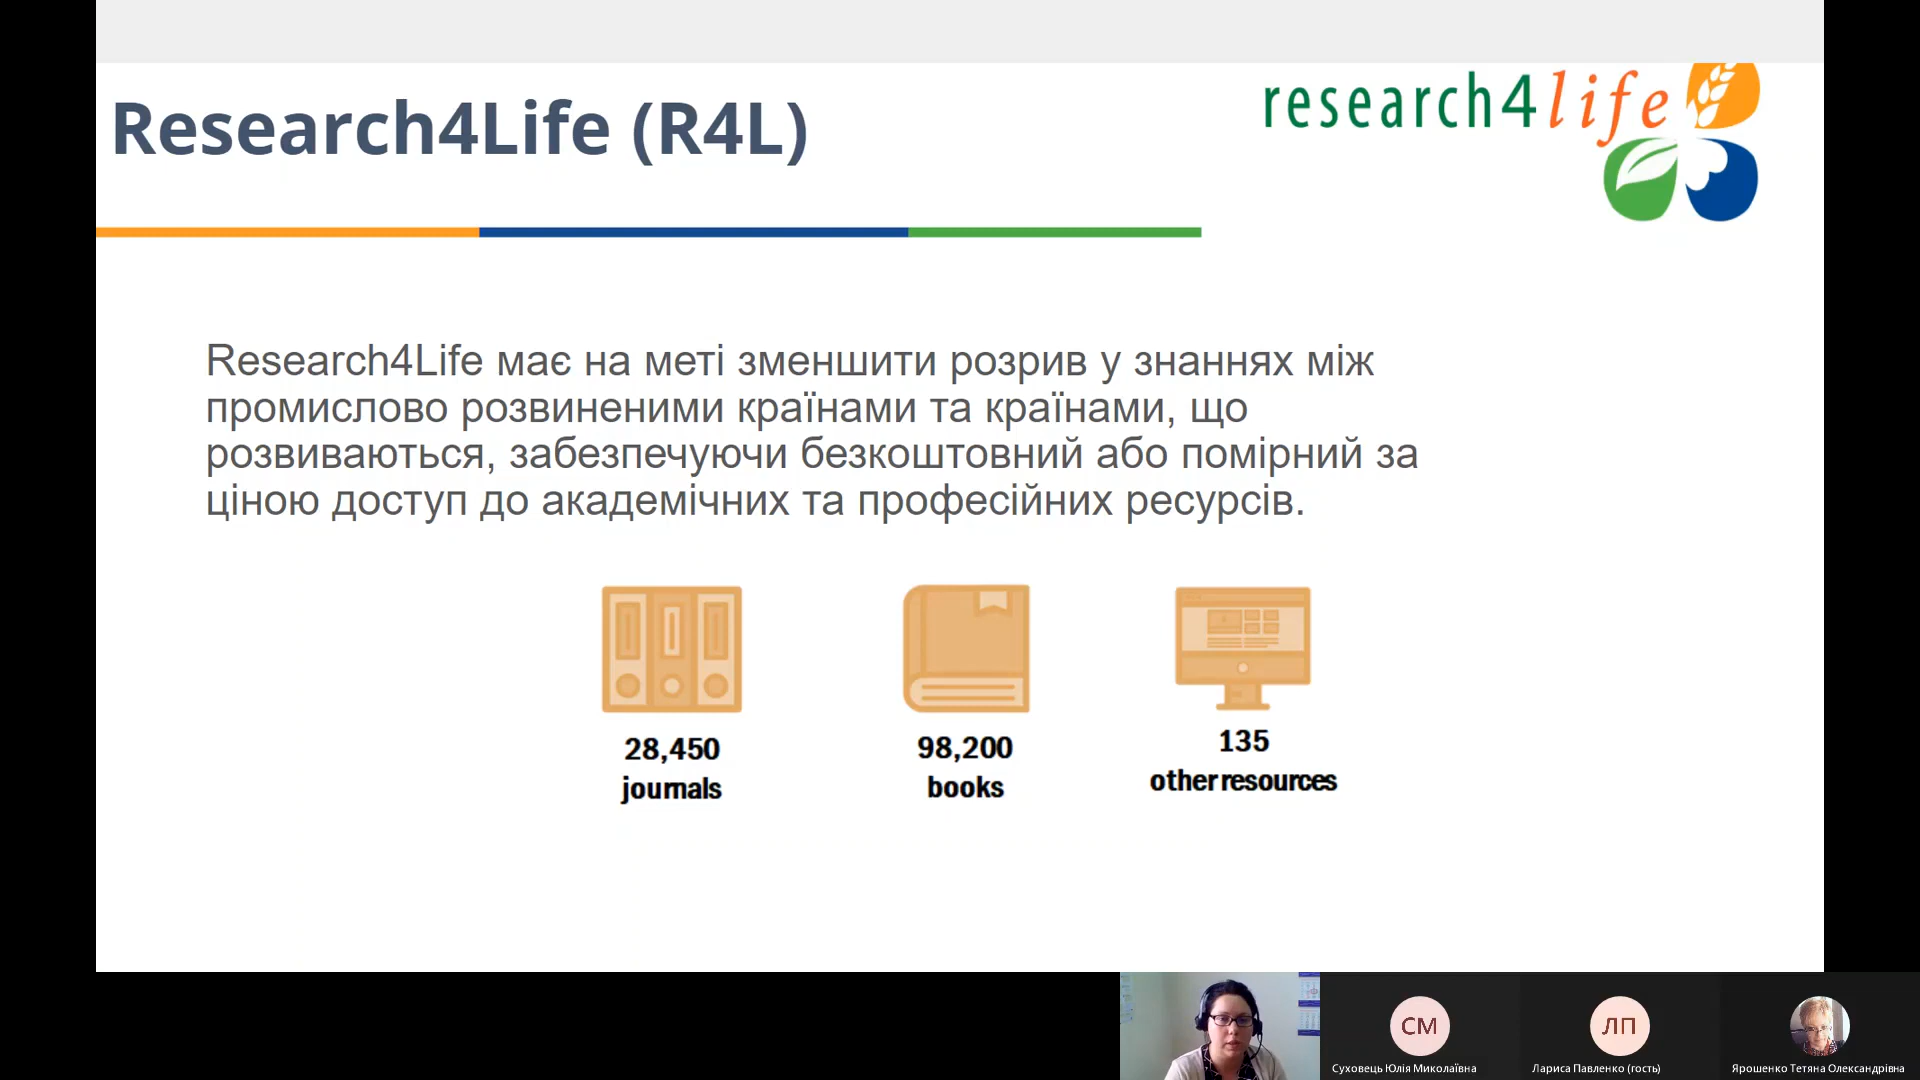 Research4Life (R4L)
research4life
Research4Life має на меті зменшити розрив у знаннях між
промислово розвиненими країнами та країнами, що
розвиваються, забезпечуючи безкоштовний або помірний за
ціною доступ до академічних та професійних ресурсів.
28,450
journals
98,200
books
135
other resources
СМ
ЛП
Суховець Юлія Миколаївна
Лариса Павленко (гость)
Ярошенко Тетяна Олександрівна